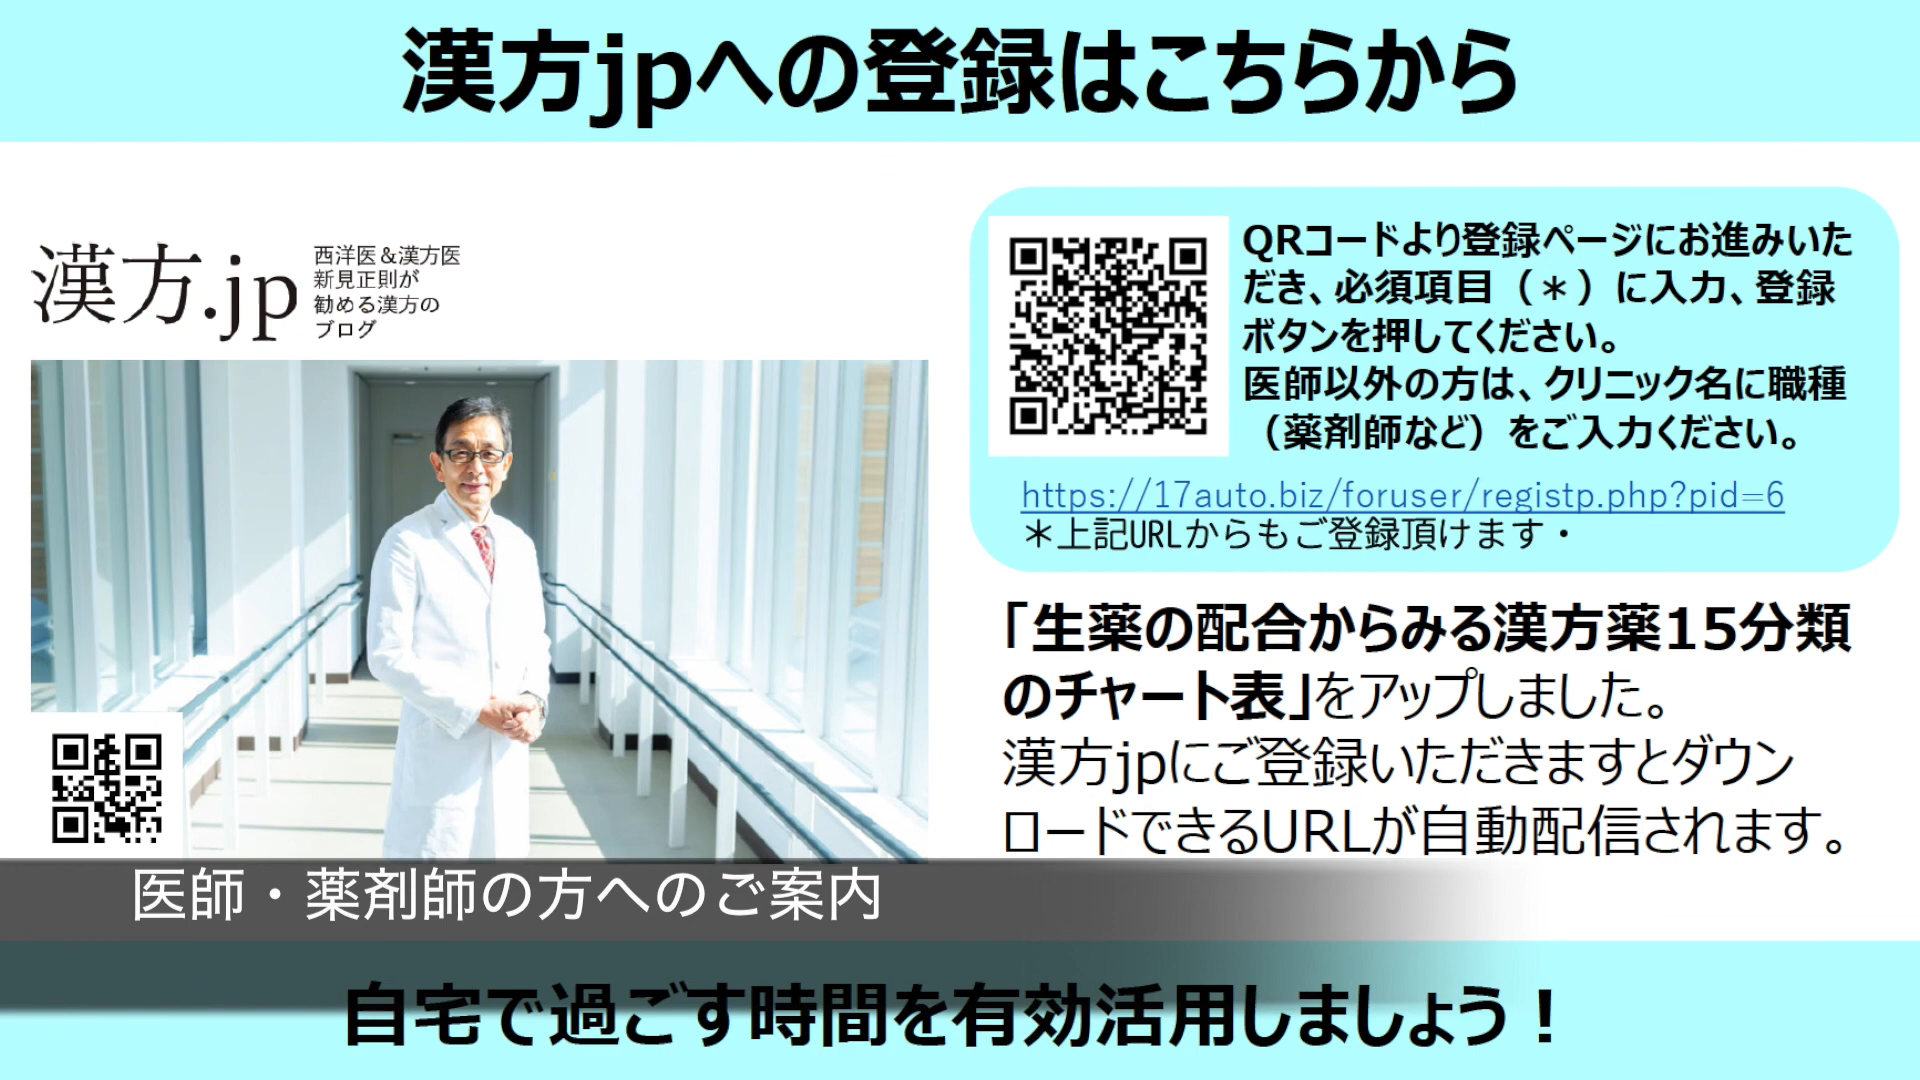 漢方jpへの登録はこちらから
漢方.jp
西洋医&漢方医
新見正則が
勧める漢方の
ブログ
QRコードより登録ページにお進みいた
だき、必須項目（＊）に入力、登録
ボタンを押してください。
医師以外の方は、クリニック名に職種
（薬剤師など）をご入力ください。
https://17auto.biz/foruser/registp.php?pid=6
＊上記URLからもご登録頂けます・
「生薬の配合からみる漢方薬15分類
のチャート表」をアップしました。
漢方jpにご登録いただきますとダウン
ロードできるURLが自動配信されます。
医師・薬剤師の方へのご案内
自宅で過ごす時間を有効活用しましょう！